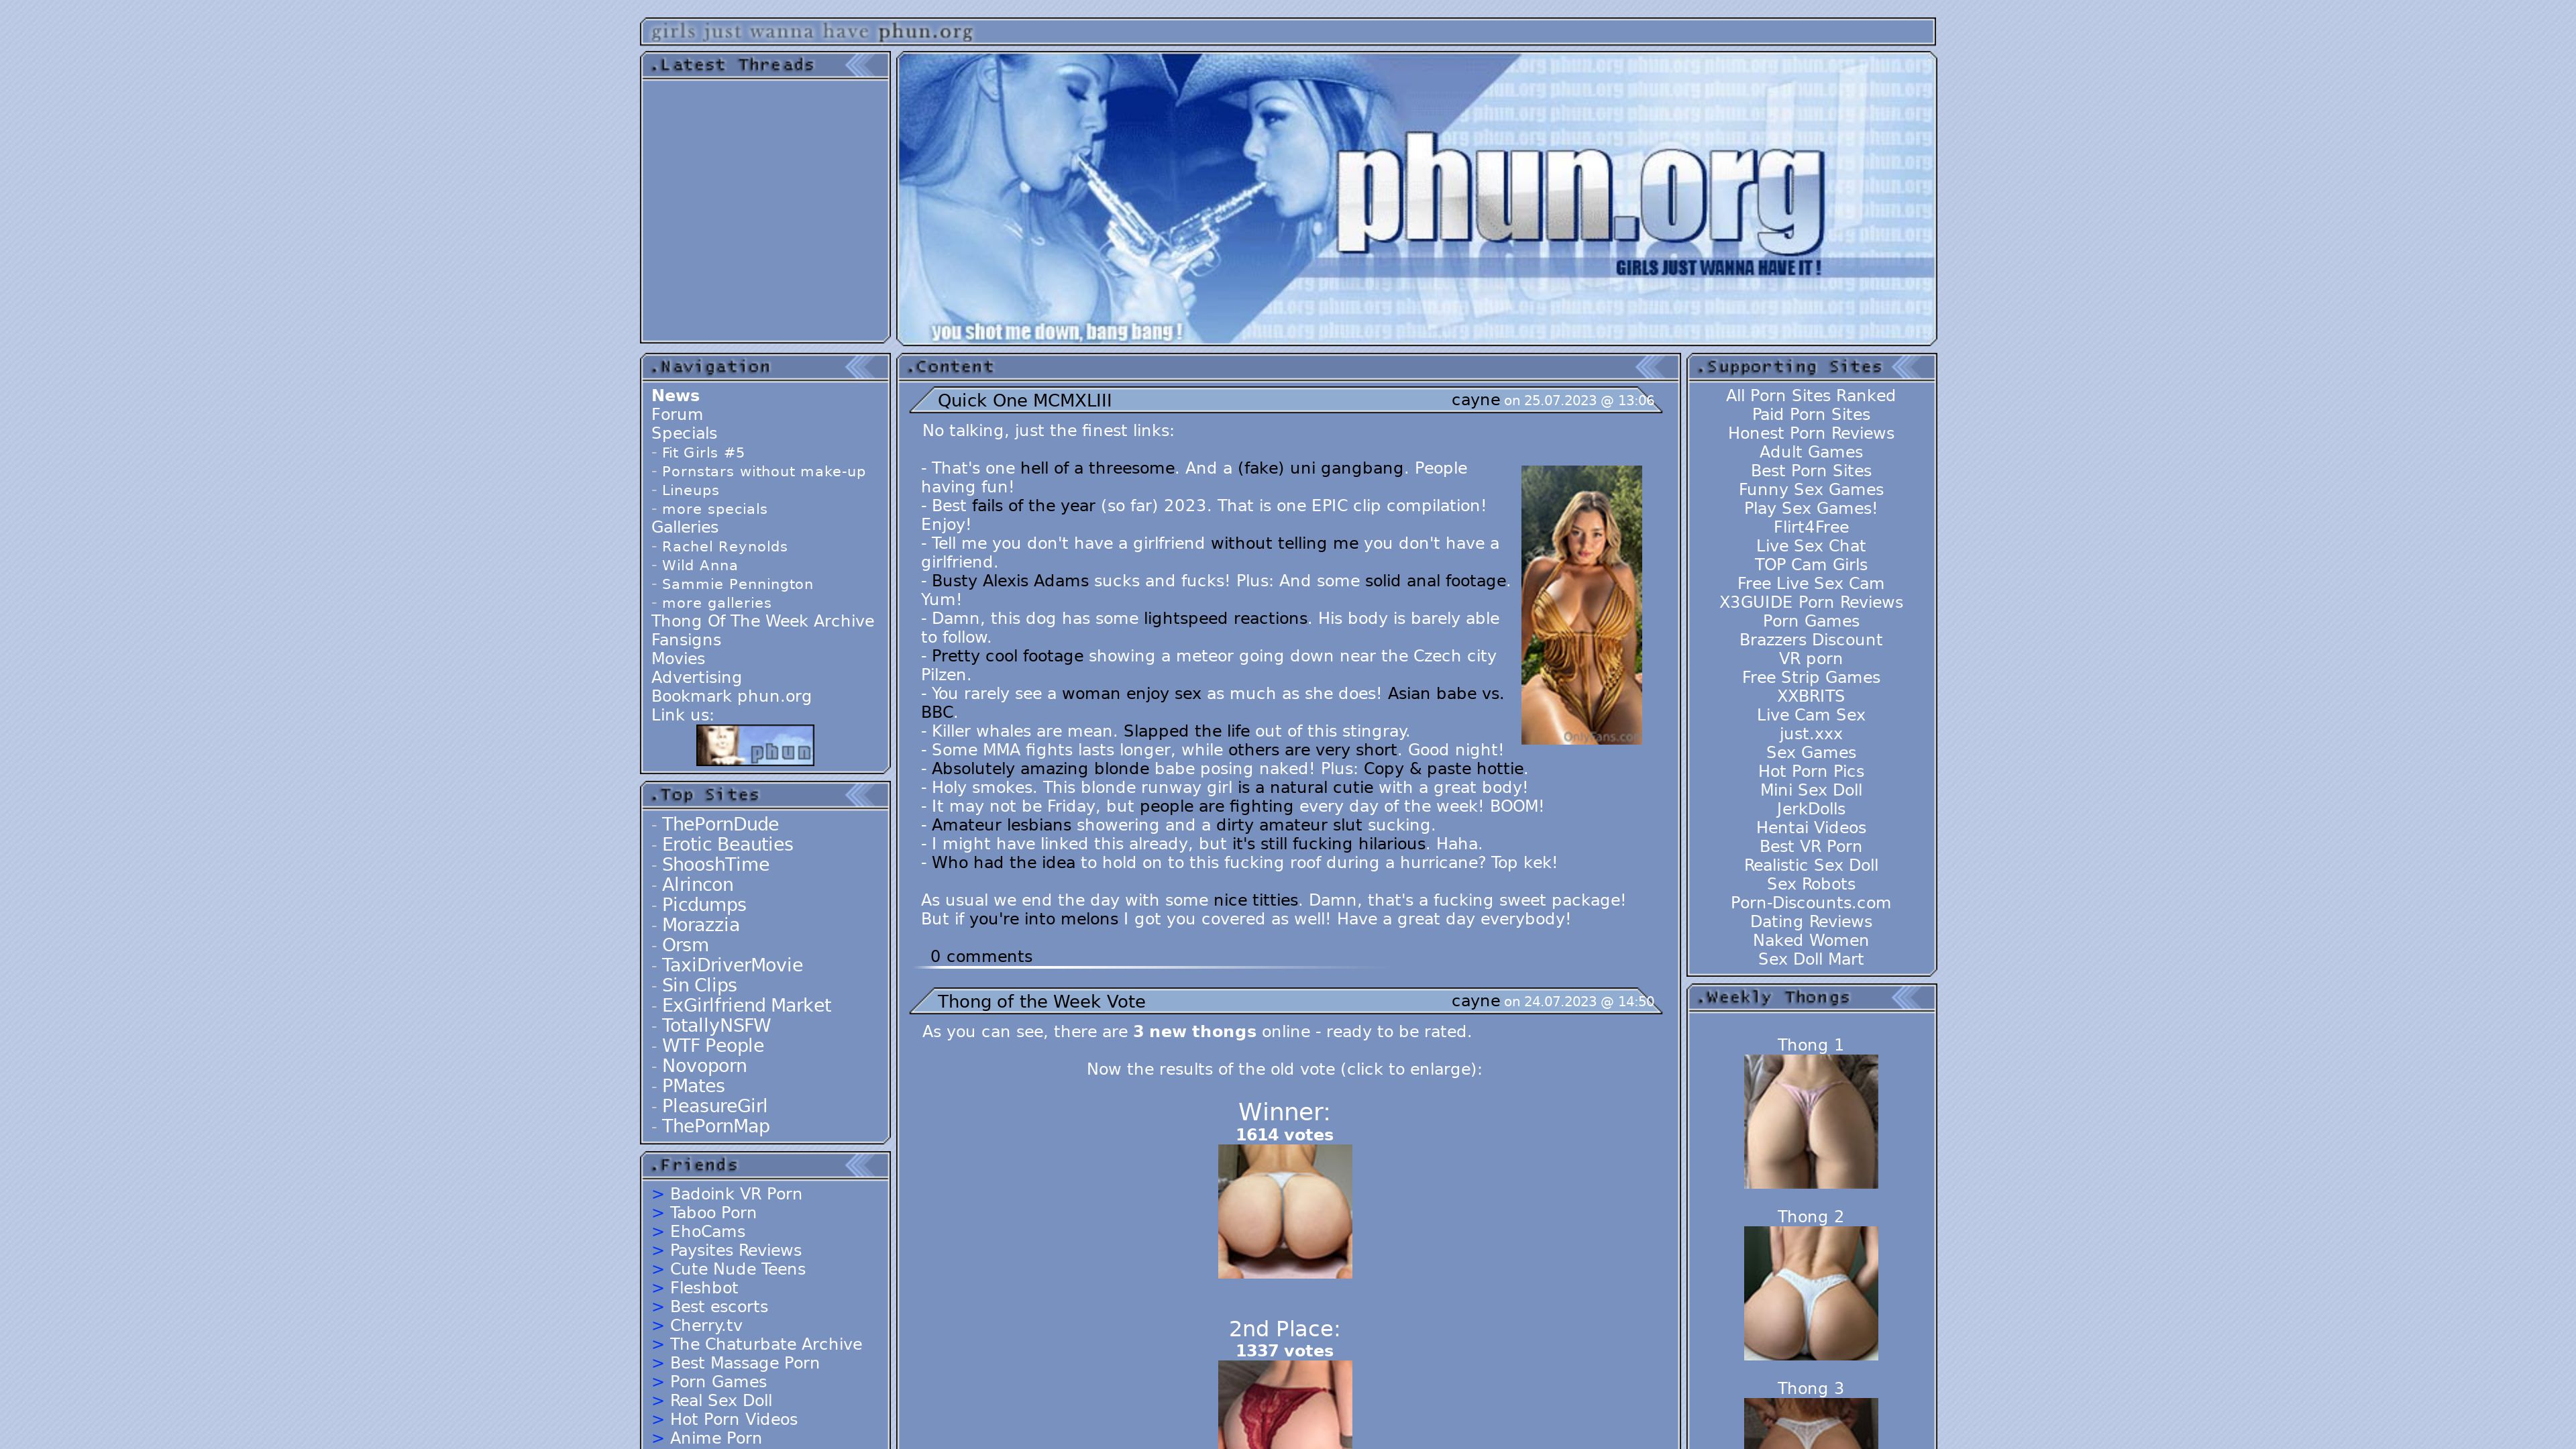 girls just wanna have phun.org
.Latest Threads
phun.org
GIRLS JUST WANNA HAVE IT !
you shot me down, bang bang !
.Navigation
News
Forum
Specials
- Fit Girls #5
- Pornstars without make-up
- Lineups
- more specials
Galleries
- Rachel Reynolds
- Wild Anna
- Sammie Pennington
- more galleries
Thong Of The Week Archive
Fansigns
Movies
Advertising
Bookmark phun.org
Link us:
phun
.Top Sites
- ThePornDude
- Erotic Beauties
- ShooshTime
- Alrincon
- Picdumps
- Morazzia
- Orsm
- TaxiDriverMovie
- Sin Clips
- ExGirlfriend Market
- TotallyNSFW
- WTF People
- Novoporn
- PMates
- PleasureGirl
- ThePornMap
.Friends
> Badoink VR Porn
> Taboo Porn
> EhoCams
> Paysites Reviews
> Cute Nude Teens
> Fleshbot
> Best escorts
> Cherry.tv
> The Chaturbate Archive
> Best Massage Porn
> Porn Games
> Real Sex Doll
> Hot Porn Videos
> Anime Porn
.Content
Quick One MCMXLIII cayne on 25.07.2023 @ 13:06
No talking, just the finest links:
- That's one hell of a threesome. And a (fake) uni gangbang. People
having fun!
- Best fails of the year (so far) 2023. That is one EPIC clip compilation!
Enjoy!
- Tell me you don't have a girlfriend without telling me you don't have a
girlfriend.
- Busty Alexis Adams sucks and fucks! Plus: And some solid anal footage.
Yum!
- Damn, this dog has some lightspeed reactions. His body is barely able
to follow.
- Pretty cool footage showing a meteor going down near the Czech city
Pilzen.
- You rarely see a woman enjoy sex as much as she does! Asian babe vs.
BBC.
- Killer whales are mean. Slapped the life out of this stingray.
- Some MMA fights lasts longer, while others are very short. Good night!
- Absolutely amazing blonde babe posing naked! Plus: Copy & paste hottie.
- Holy smokes. This blonde runway girl is a natural cutie with a great body!
- It may not be Friday, but people are fighting every day of the week! BOOM!
- Amateur lesbians showering and a dirty amateur slut sucking.
- I might have linked this already, but it's still fucking hilarious. Haha.
- Who had the idea to hold on to this fucking roof during a hurricane? Top kek!
As usual we end the day with some nice titties. Damn, that's a fucking sweet package!
But if you're into melons I got you covered as well! Have a great day everybody!
0 comments
Thong of the Week Vote cayne on 24.07.2023 @ 14:50
As you can see, there are 3 new thongs online - ready to be rated.
Now the results of the old vote (click to enlarge):
Winner:
1614 votes
2nd Place:
1337 votes
.Supporting Sites
All Porn Sites Ranked
Paid Porn Sites
Honest Porn Reviews
Adult Games
Best Porn Sites
Funny Sex Games
Play Sex Games!
Flirt4Free
Live Sex Chat
TOP Cam Girls
Free Live Sex Cam
X3GUIDE Porn Reviews
Porn Games
Brazzers Discount
VR porn
Free Strip Games
XXBRITS
Live Cam Sex
just.xxx
Sex Games
Hot Porn Pics
Mini Sex Doll
JerkDolls
Hentai Videos
Best VR Porn
Realistic Sex Doll
Sex Robots
Porn-Discounts.com
Dating Reviews
Naked Women
Sex Doll Mart
.Weekly Thongs
Thong 1
Thong 2
Thong 3